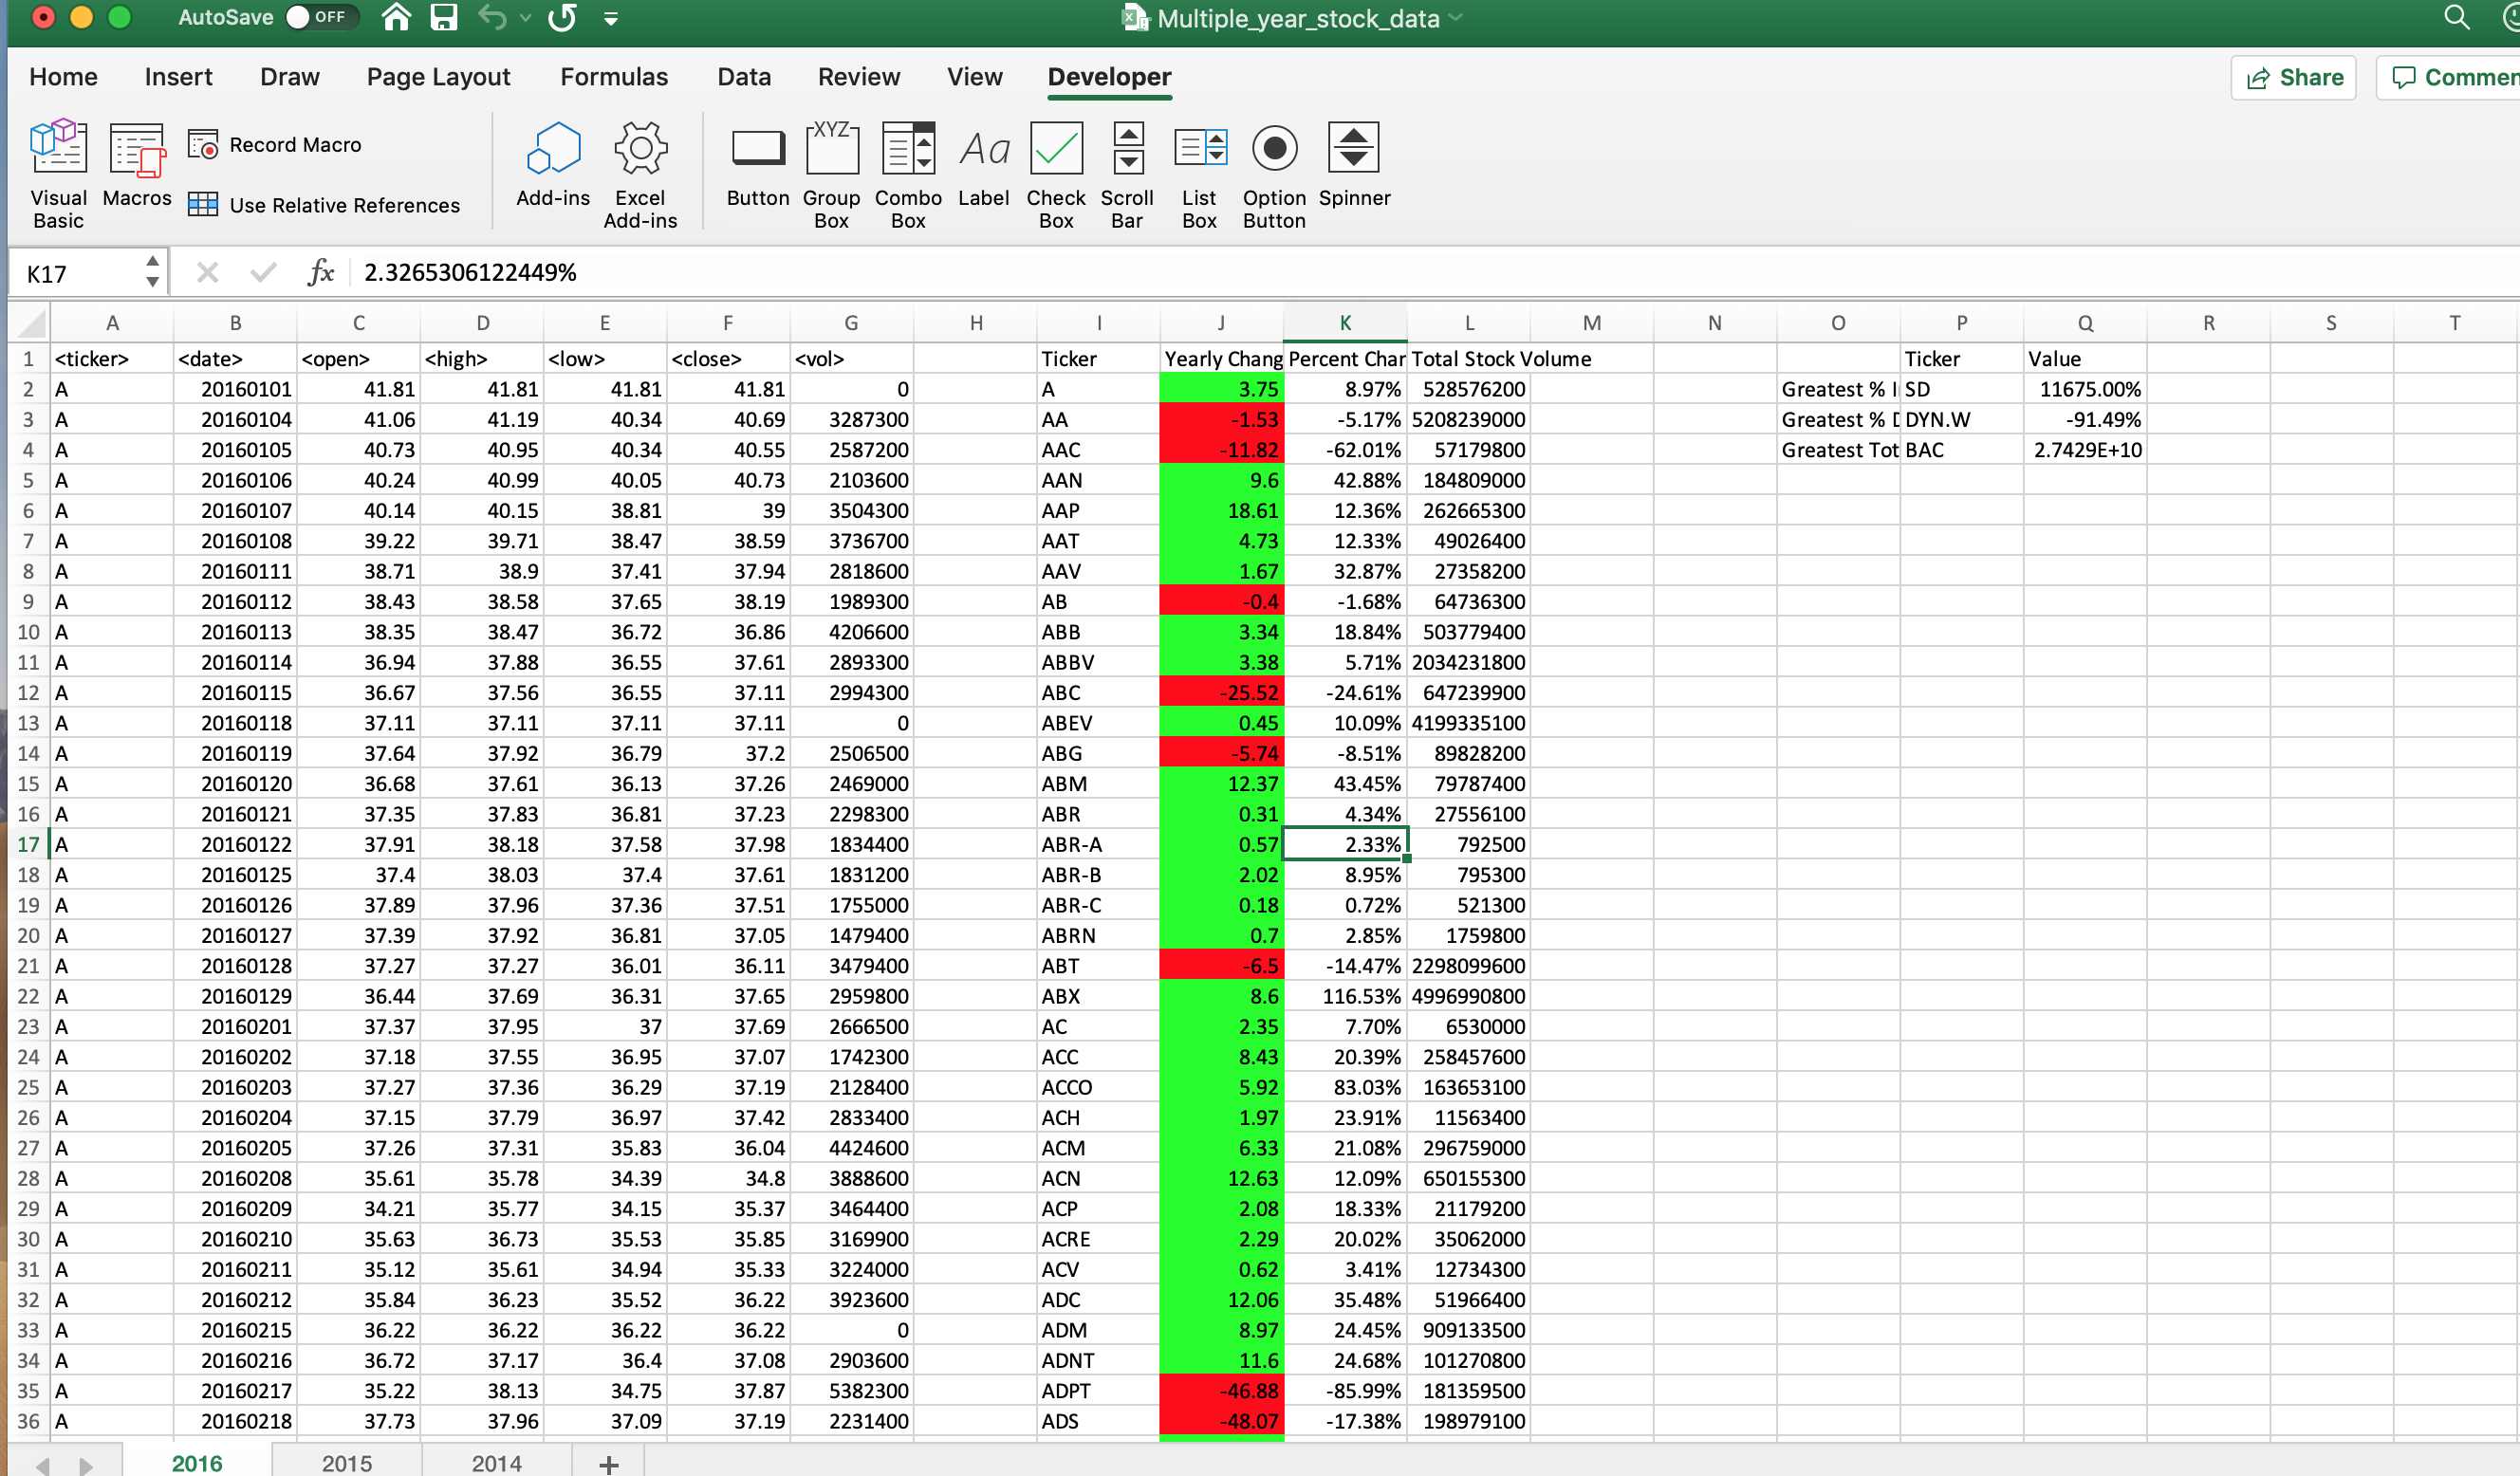 AutoSave OFF Multiple_year_stock_data
Home Insert Draw Page Layout Formulas Data Review View Developer Share Commen
Visual Basic Macros Record Macro Use Relative References Add-ins Excel Add-ins Button XYZ Group Box Combo Box Aa Label Check Box Scroll Bar List Box Option Button Spinner
K17 fx 2.3265306122449%
A B C D E F G H I J K L M N O P Q R S T
1 <ticker> <date> <open> <high> <low> <close> <vol> Ticker Yearly Chang Percent Char Total Stock Volume Ticker Value
2 A 20160101 41.81 41.81 41.81 41.81 0 A 3.75 8.97% 528576200 Greatest % I SD 11675.00%
3 A 20160104 41.06 41.19 40.34 40.69 3287300 AA -1.53 -5.17% 5208239000 Greatest % D DYN.W -91.49%
4 A 20160105 40.73 40.95 40.34 40.55 2587200 AAC -11.82 -62.01% 57179800 Greatest Tot BAC 2.7429E+10
5 A 20160106 40.24 40.99 40.05 40.73 2103600 AAN 9.6 42.88% 184809000
6 A 20160107 40.14 40.15 38.81 39 3504300 AAP 18.61 12.36% 262665300
7 A 20160108 39.22 39.71 38.47 38.59 3736700 AAT 4.73 12.33% 49026400
8 A 20160111 38.71 38.9 37.41 37.94 2818600 AAV 1.67 32.87% 27358200
9 A 20160112 38.43 38.58 37.65 38.19 1989300 AB -0.4 -1.68% 64736300
10 A 20160113 38.35 38.47 36.72 36.86 4206600 ABB 3.34 18.84% 503779400
11 A 20160114 36.94 37.88 36.55 37.61 2893300 ABBV 3.38 5.71% 2034231800
12 A 20160115 36.67 37.56 36.55 37.11 2994300 ABC -25.52 -24.61% 647239900
13 A 20160118 37.11 37.11 37.11 37.11 0 ABEV 0.45 10.09% 4199335100
14 A 20160119 37.64 37.92 36.79 37.2 2506500 ABG -5.74 -8.51% 89828200
15 A 20160120 36.68 37.61 36.13 37.26 2469000 ABM 12.37 43.45% 79787400
16 A 20160121 37.35 37.83 36.81 37.23 2298300 ABR 0.31 4.34% 27556100
17 A 20160122 37.91 38.18 37.58 37.98 1834400 ABR-A 0.57 2.33% 792500
18 A 20160125 37.4 38.03 37.4 37.61 1831200 ABR-B 2.02 8.95% 795300
19 A 20160126 37.89 37.96 37.36 37.51 1755000 ABR-C 0.18 0.72% 521300
20 A 20160127 37.39 37.92 36.81 37.05 1479400 ABRN 0.7 2.85% 1759800
21 A 20160128 37.27 37.27 36.01 36.11 3479400 ABT -6.5 -14.47% 2298099600
22 A 20160129 36.44 37.69 36.31 37.65 2959800 ABX 8.6 116.53% 4996990800
23 A 20160201 37.37 37.95 37 37.69 2666500 AC 2.35 7.70% 6530000
24 A 20160202 37.18 37.55 36.95 37.07 1742300 ACC 8.43 20.39% 258457600
25 A 20160203 37.27 37.36 36.29 37.19 2128400 ACCO 5.92 83.03% 163653100
26 A 20160204 37.15 37.79 36.97 37.42 2833400 ACH 1.97 23.91% 11563400
27 A 20160205 37.26 37.31 35.83 36.04 4424600 ACM 6.33 21.08% 296759000
28 A 20160208 35.61 35.78 34.39 34.8 3888600 ACN 12.63 12.09% 650155300
29 A 20160209 34.21 35.77 34.15 35.37 3464400 ACP 2.08 18.33% 21179200
30 A 20160210 35.63 36.73 35.53 35.85 3169900 ACRE 2.29 20.02% 35062000
31 A 20160211 35.12 35.61 34.94 35.33 3224000 ACV 0.62 3.41% 12734300
32 A 20160212 35.84 36.23 35.52 36.22 3923600 ADC 12.06 35.48% 51966400
33 A 20160215 36.22 36.22 36.22 36.22 0 ADM 8.97 24.45% 909133500
34 A 20160216 36.72 37.17 36.4 37.08 2903600 ADNT 11.6 24.68% 101270800
35 A 20160217 35.22 38.13 34.75 37.87 5382300 ADPT -46.88 -85.99% 181359500
36 A 20160218 37.73 37.96 37.09 37.19 2231400 ADS -48.07 -17.38% 198979100
2016 2015 2014 +